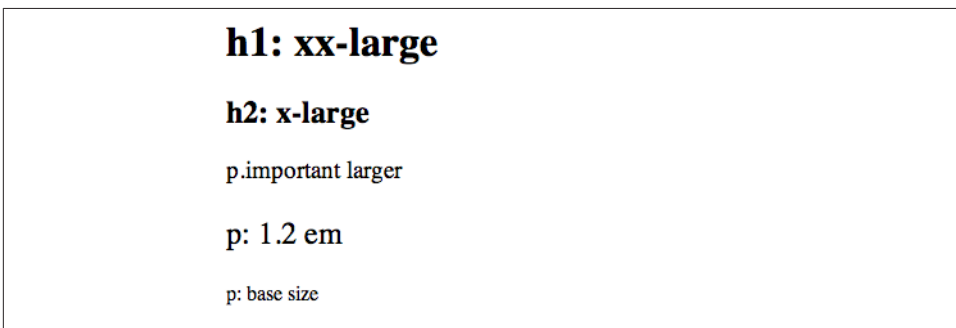 h1: xx-large
h2: x-large
p.important larger
p: 1.2 em
p: base size